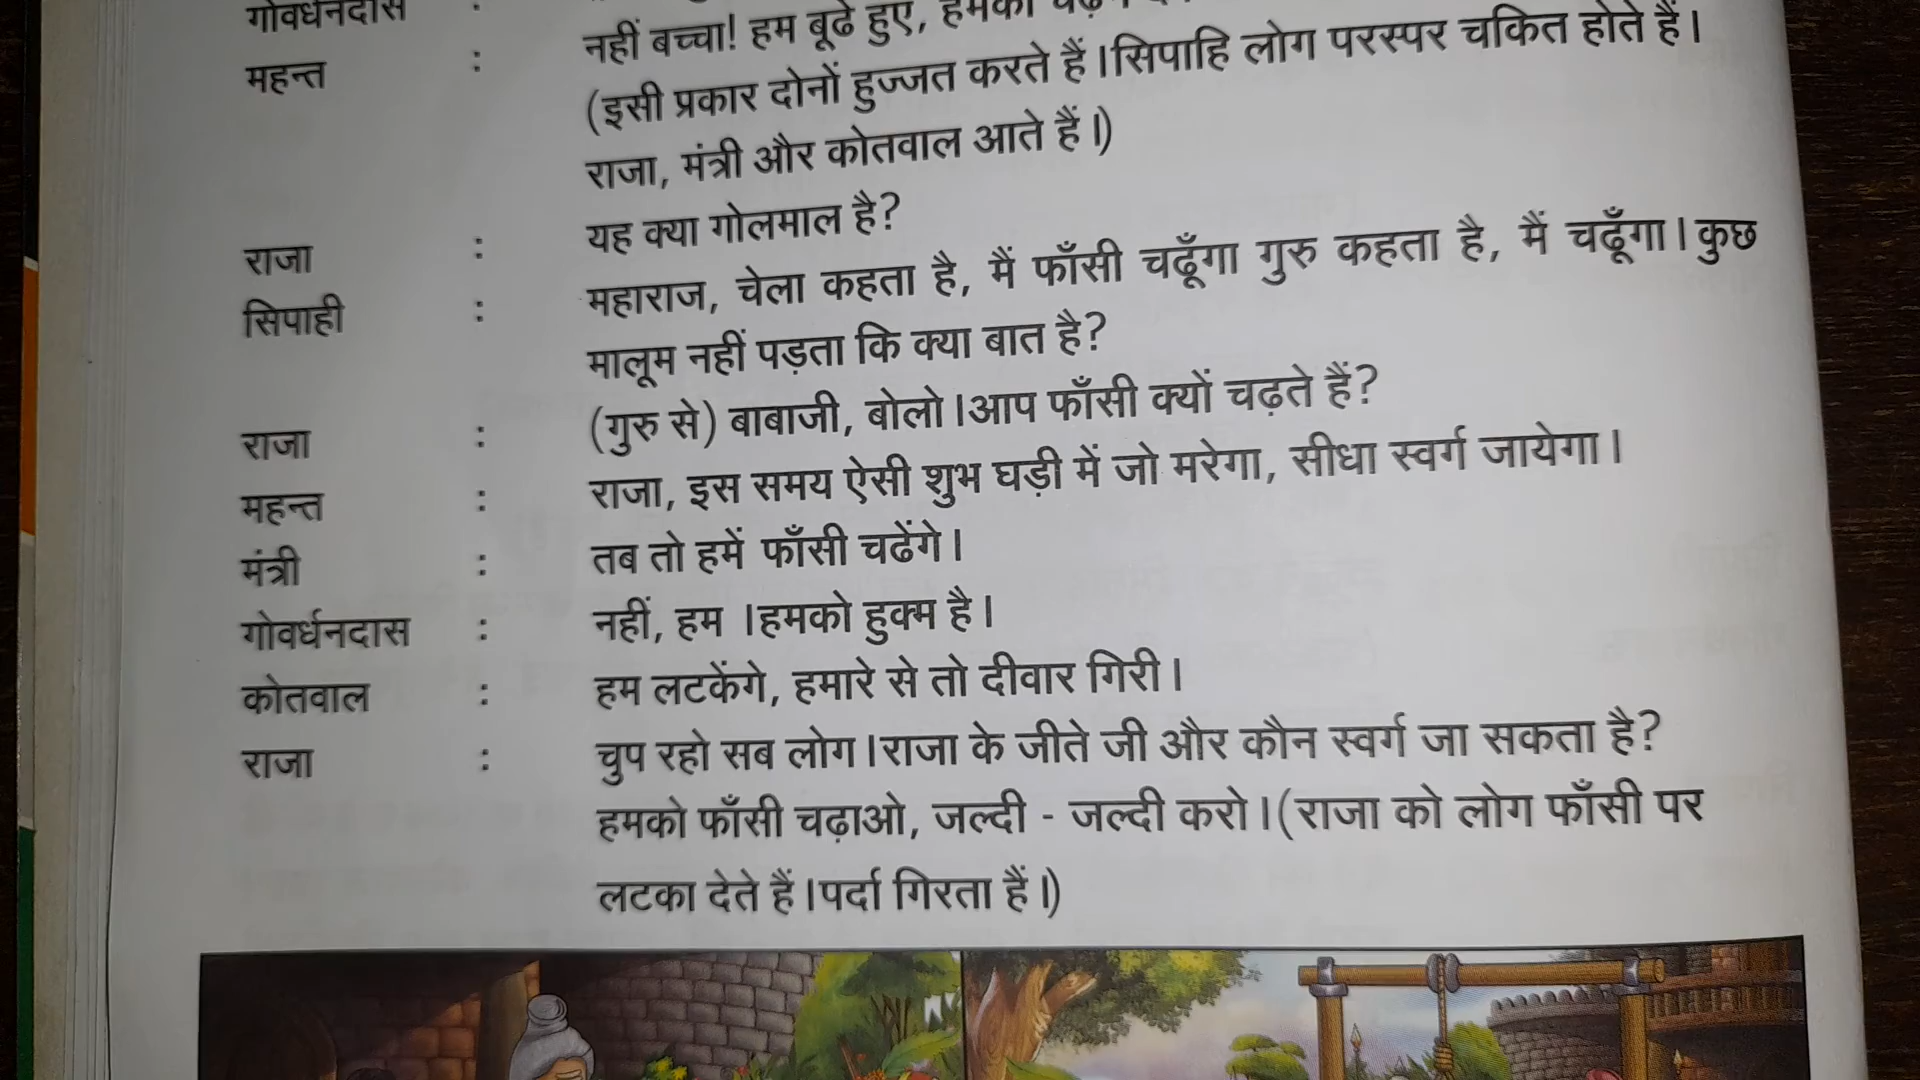 गोवर्धनदास :
महन्त : नहीं बच्चा! हम बूढे हुए, हमको
(इसी प्रकार दोनों हुज्जत करते हैं।सिपाहि लोग परस्पर चकित होते हैं।
राजा, मंत्री और कोतवाल आते हैं।)
राजा : यह क्या गोलमाल है?
सिपाही : महाराज, चेला कहता है, मैं फाँसी चढूँगा गुरु कहता है, मैं चढूँगा।कुछ
मालूम नहीं पड़ता कि क्या बात है?
राजा : (गुरु से) बाबाजी, बोलो।आप फाँसी क्यों चढ़ते हैं?
महन्त : राजा, इस समय ऐसी शुभ घड़ी में जो मरेगा, सीधा स्वर्ग जायेगा।
मंत्री : तब तो हमें फाँसी चढेंगे।
गोवर्धनदास : नहीं, हम ।हमको हुक्म है।
कोतवाल : हम लटकेंगे, हमारे से तो दीवार गिरी।
राजा : चुप रहो सब लोग।राजा के जीते जी और कौन स्वर्ग जा सकता है?
हमको फाँसी चढ़ाओ, जल्दी - जल्दी करो।(राजा को लोग फाँसी पर
लटका देते हैं।पर्दा गिरता हैं।)